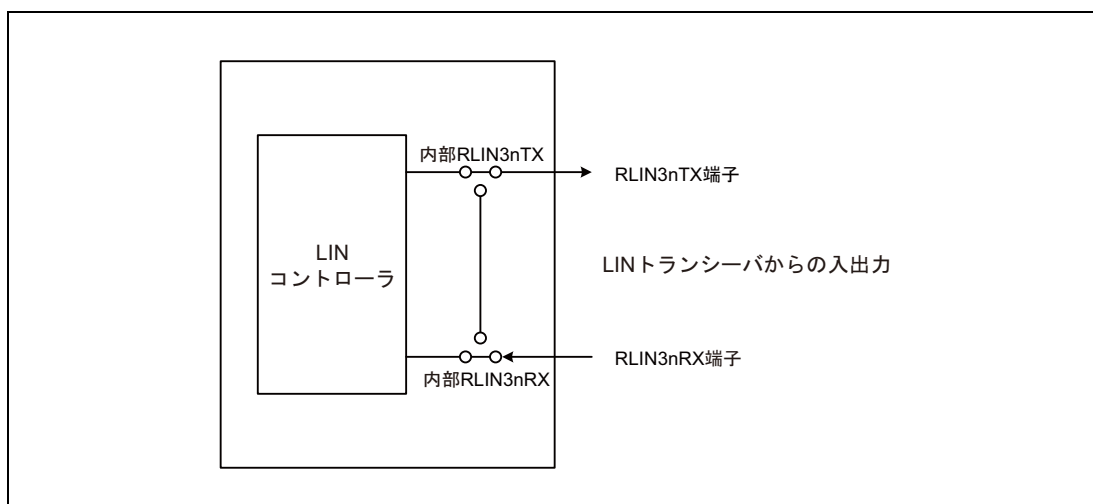 内部RLIN3nTX
RLIN3nTX端子
LIN
コントローラ
LINトランシーバからの入出力
RLIN3nRX端子
内部RLIN3nRX